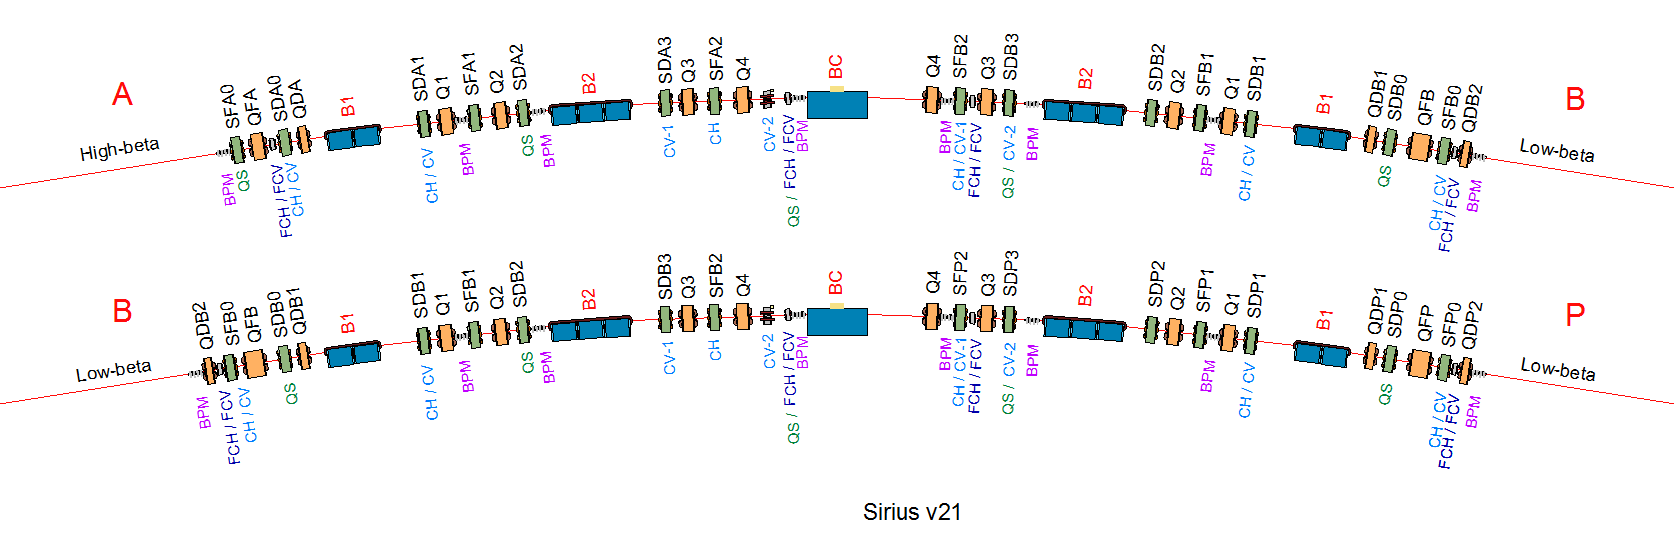 A
High-beta
SFA0
QFA
SDA0
QDA
B1
SDA1
Q1
SFA1
Q2
SDA2
B2
SDA3
Q3
SFA2
Q4
BC
Q4
SFB2
Q3
SDB3
B2
SDB2
Q2
SFB1
Q1
SDB1
B1
QDB1
SDB0
QFB
SFB0
QDB2
B
Low-beta
BPM
QS
FCH / FCV
CH / CV
CH / CV
BPM
QS
BPM
CV-1
CH
CV-2
QS / FCH / FCV
BPM
BPM
CH / CV-1
FCH / FCV
QS / CV-2
BPM
BPM
CH / CV
QS
CH / CV
FCH / FCV
BPM
B
Low-beta
QDB2
SFB0
QFB
SDB0
QDB1
B1
SDB1
Q1
SFB1
Q2
SDB2
B2
SDB3
Q3
SFB2
Q4
BC
Q4
SFP2
Q3
SDP3
B2
SDP2
Q2
SFP1
Q1
SDP1
B1
QDP1
SDP0
QFP
SFP0
QDP2
P
Low-beta
BPM
FCH / FCV
CH / CV
QS
CH / CV
BPM
QS
BPM
CV-1
CH
CV-2
QS / FCH / FCV
BPM
BPM
CH / CV-1
FCH / FCV
QS / CV-2
BPM
BPM
CH / CV
QS
CH / CV
FCH / FCV
BPM
Sirius v21